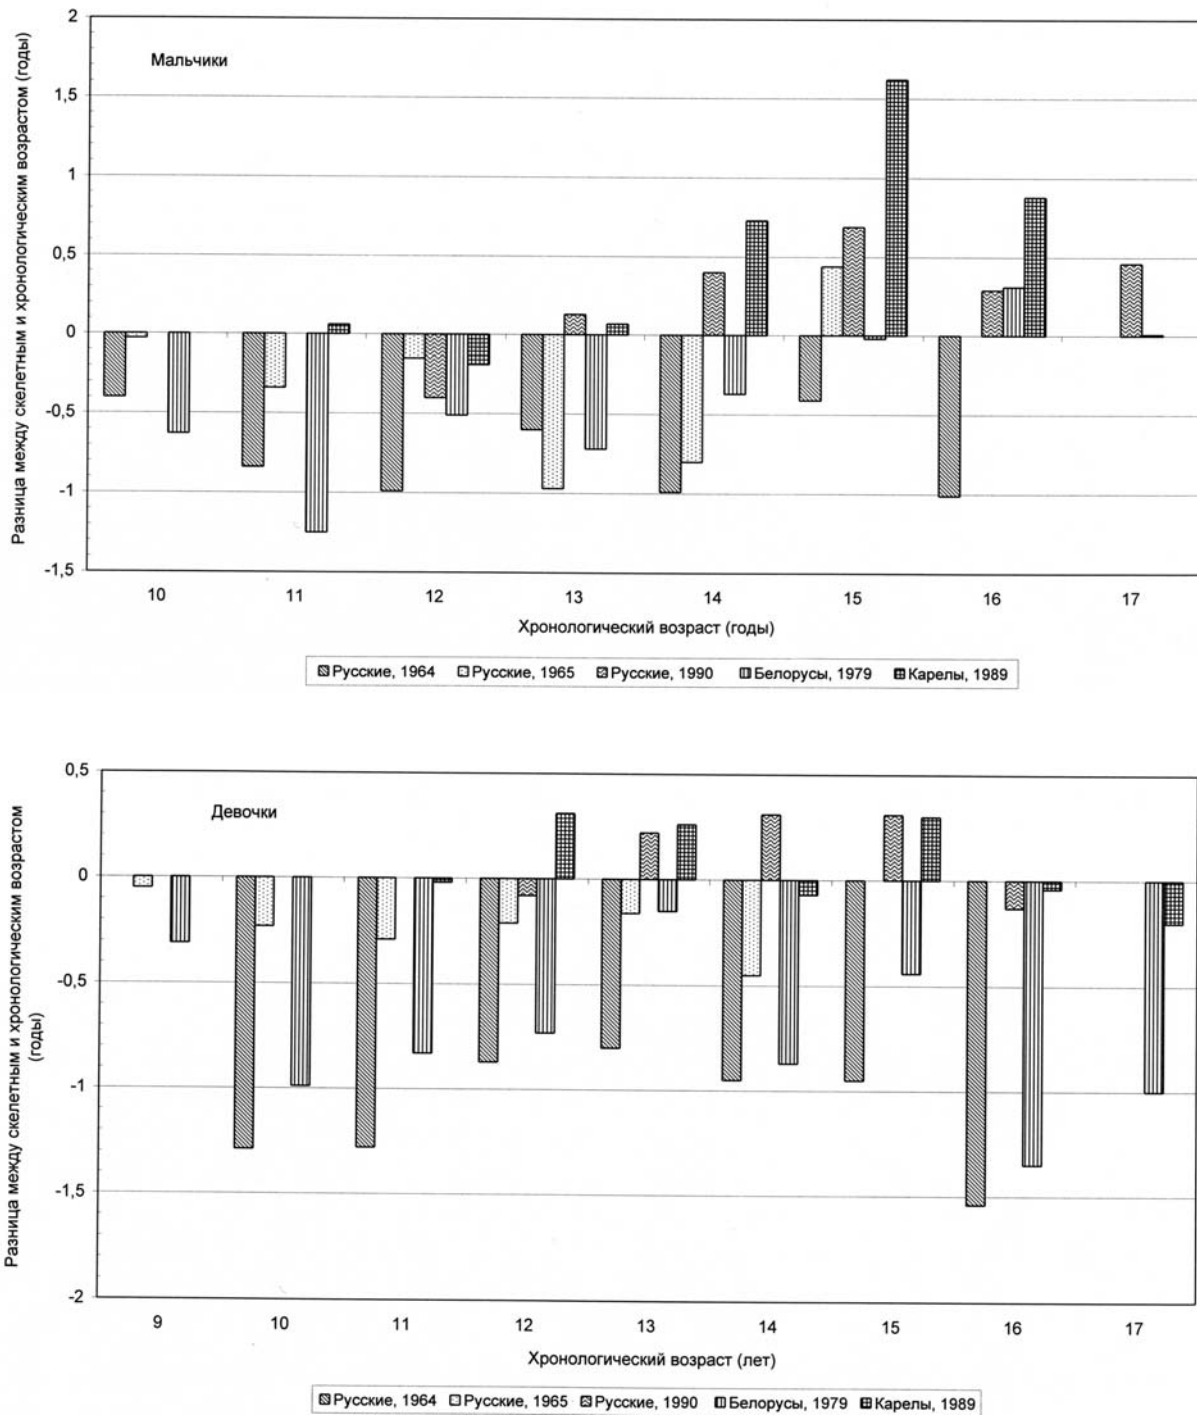 Разница между скелетным и хронологическим возрастом (годы)
2
1,5
1
0,5
0
-0,5
-1
-1,5
Мальчики
10 11 12 13 14 15 16 17
Хронологический возраст (годы)
Русские, 1964 Русские, 1965 Русские, 1990 Белорусы, 1979 Карелы, 1989
Разница между скелетным и хронологическим возрастом
(годы)
0,5
0
-0,5
-1
-1,5
-2
Девочки
9 10 11 12 13 14 15 16 17
Хронологический возраст (лет)
Русские, 1964 Русские, 1965 Русские, 1990 Белорусы, 1979 Карелы, 1989